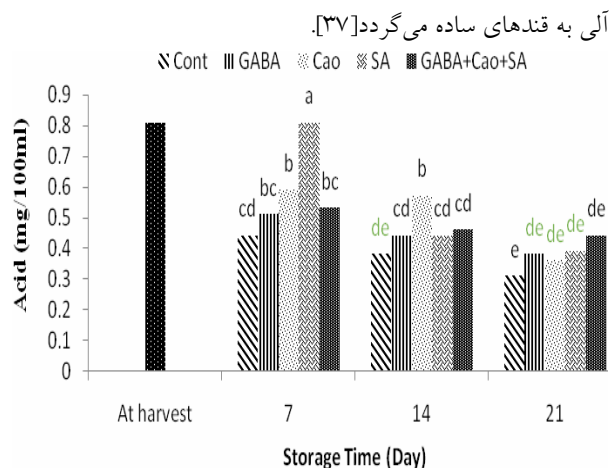 آلی به قندهای ساده می‌گردد[۳۷].
Cont GABA Cao SA GABA+Cao+SA
Acid (mg/100ml)
0.9
0.8
0.7
0.6
0.5
0.4
0.3
0.2
0.1
0
cd bc b a bc
de cd b cd cd
e de de de de
At harvest 7 14 21
Storage Time (Day)